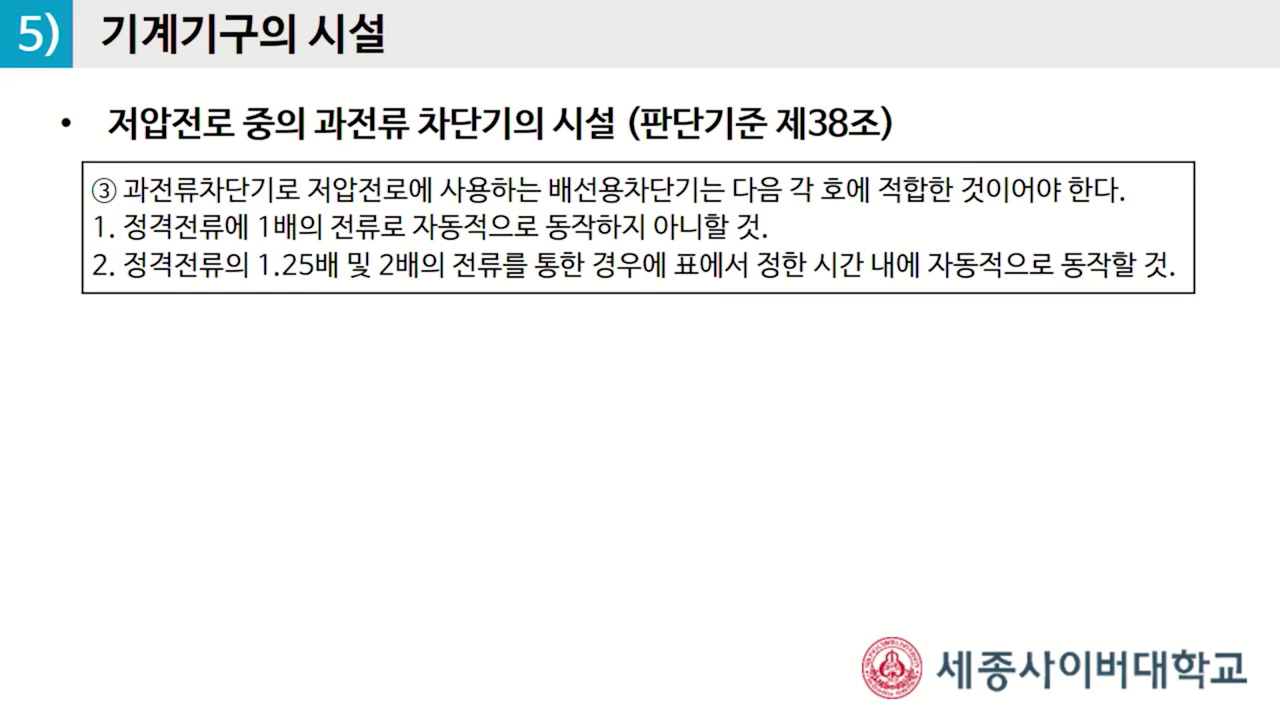 5) 기계기구의 시설
• 저압전로 중의 과전류 차단기의 시설 (판단기준 제38조)
③ 과전류차단기로 저압전로에 사용하는 배선용차단기는 다음 각 호에 적합한 것이어야 한다.
1. 정격전류에 1배의 전류로 자동적으로 동작하지 아니할 것.
2. 정격전류의 1.25배 및 2배의 전류를 통한 경우에 표에서 정한 시간 내에 자동적으로 동작할 것.
세종사이버대학교